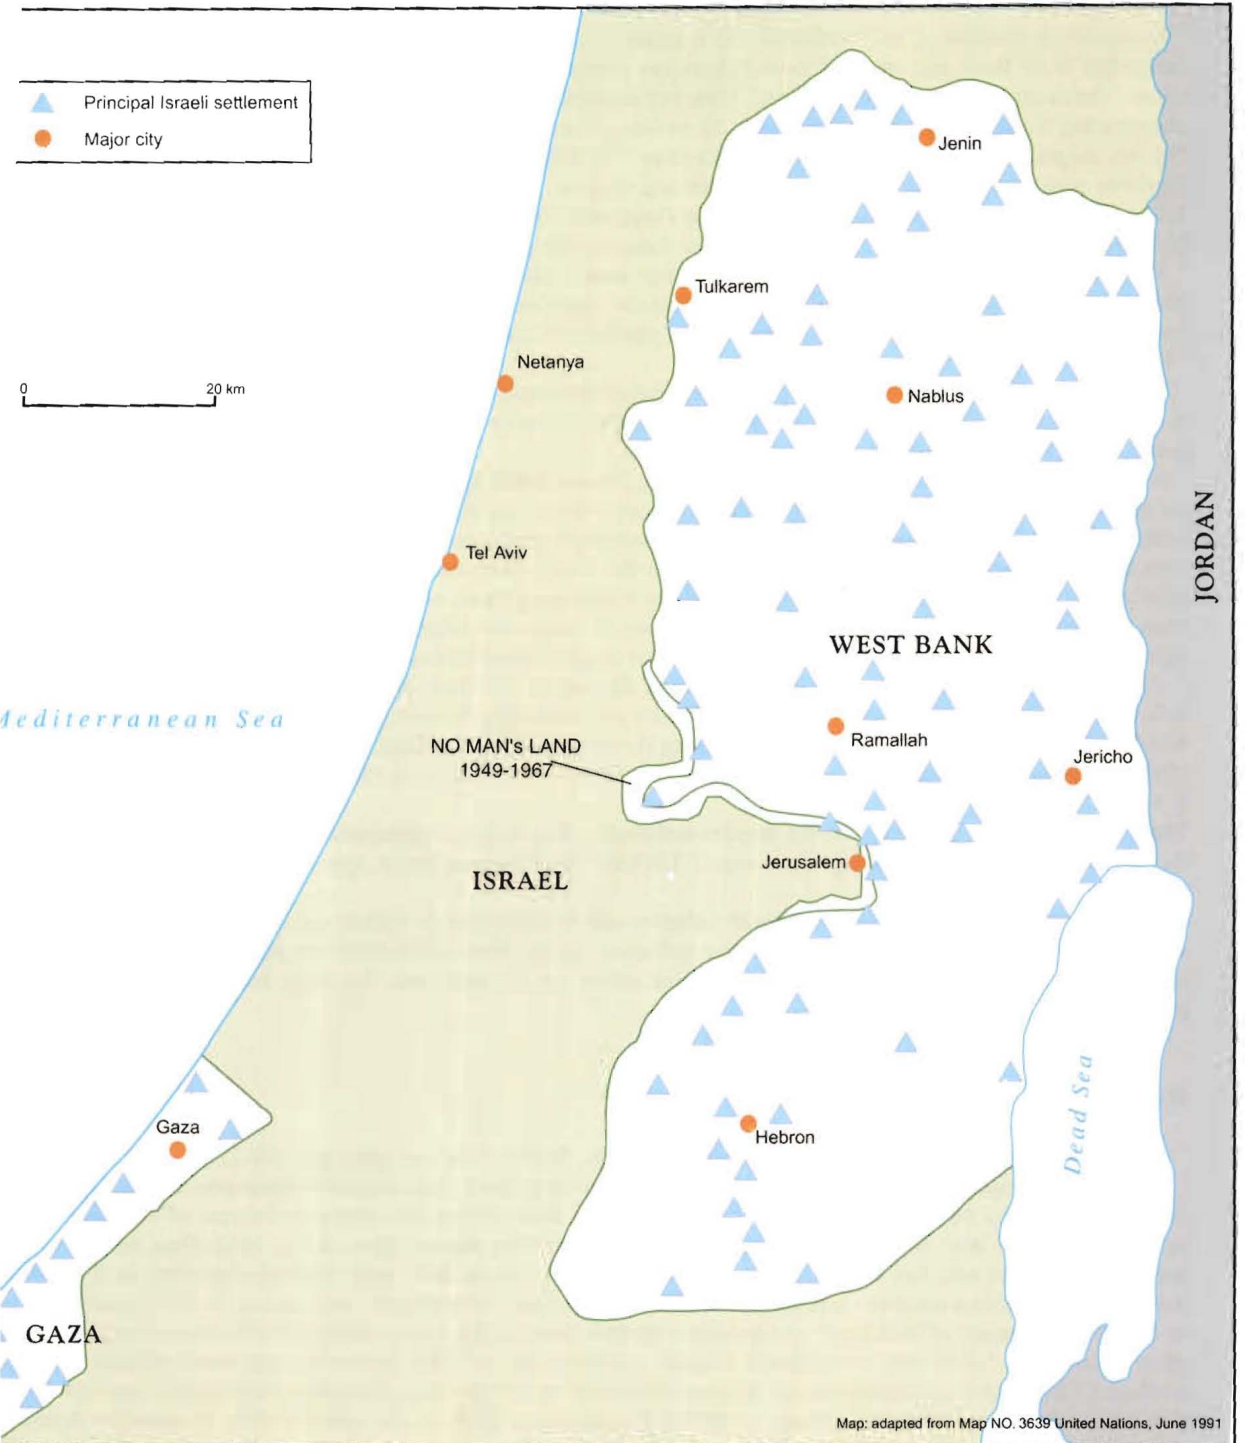 Principal Israeli settlement
Major city
Jenin
Tulkarem
Netanya
0 20 km
Nablus
Tel Aviv
JORDAN
WEST BANK
Mediterranean Sea
NO MAN's LAND
1949-1967
Ramallah
Jericho
Jerusalem
ISRAEL
Dead Sea
Gaza
Hebron
GAZA
Map: adapted from Map NO. 3639 United Nations, June 1991